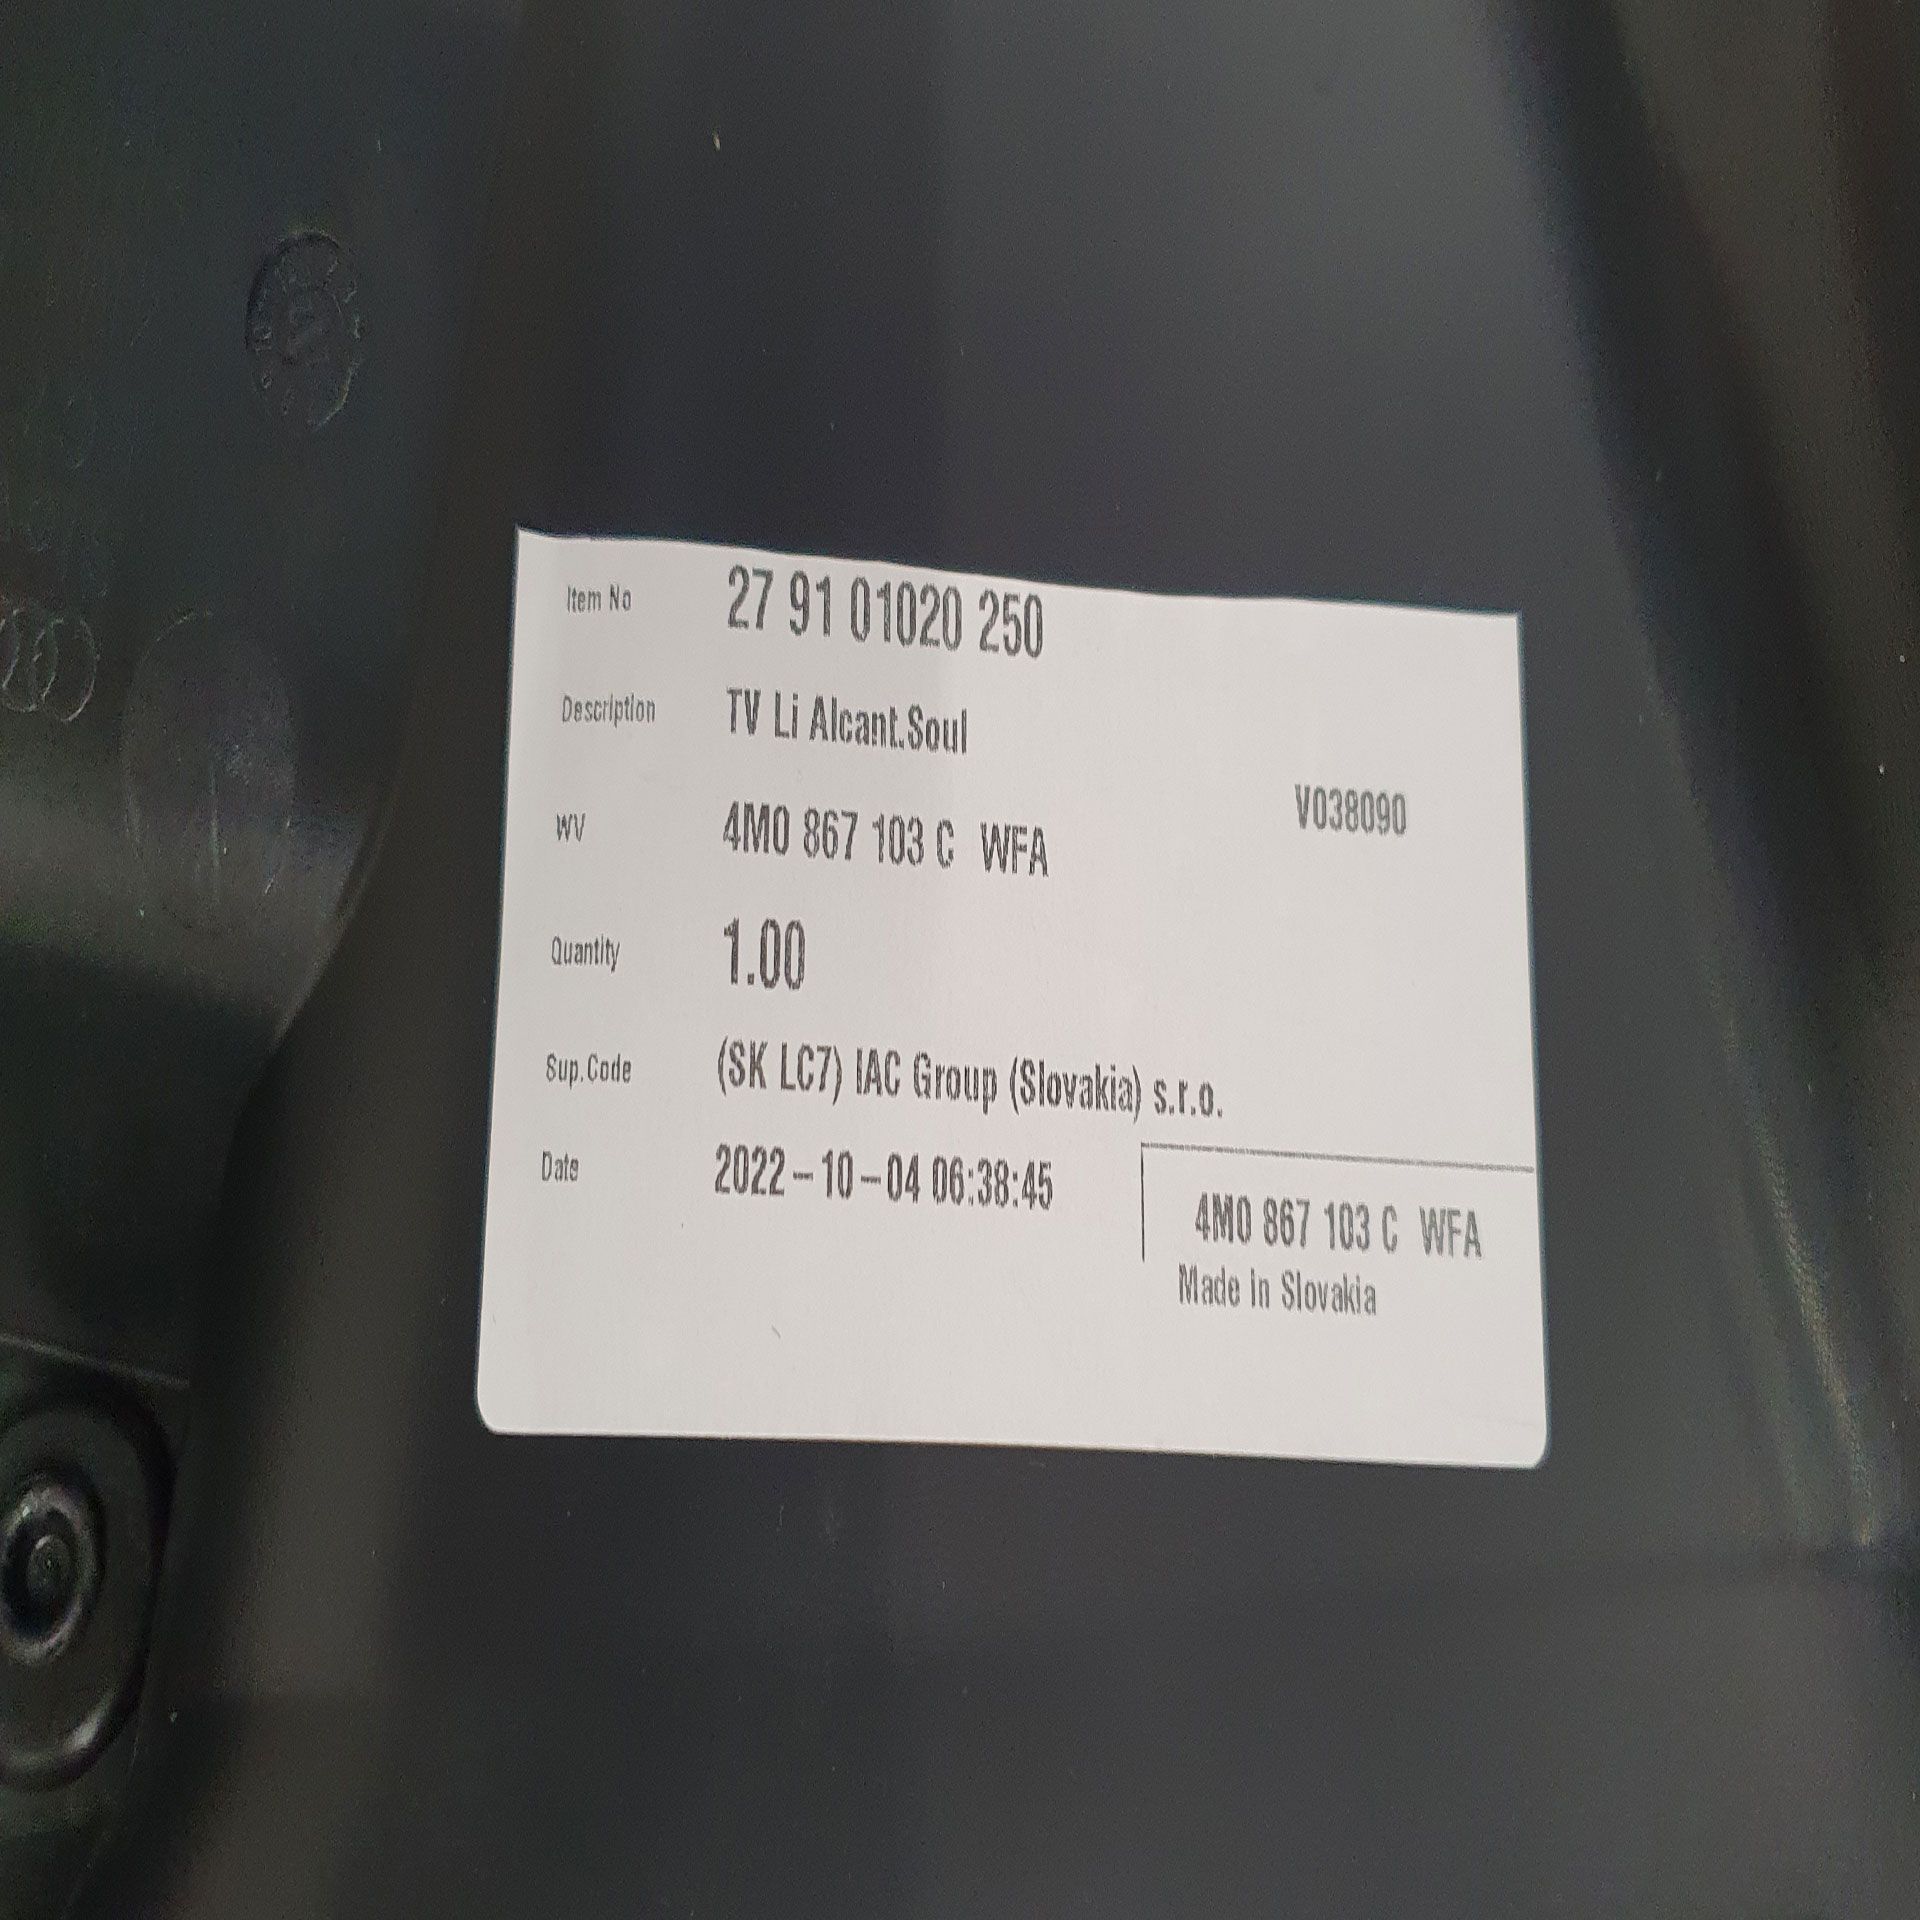 Item No 27 91 01020 250
Description TV Li Alcant.Soul
V038090
WV 4M0 867 103 C WFA
Quantity 1.00
Sup.Code (SK LC7) IAC Group (Slovakia) s.r.o.
Date 2022-10-04 06:38:45
4M0 867 103 C WFA
Made in Slovakia